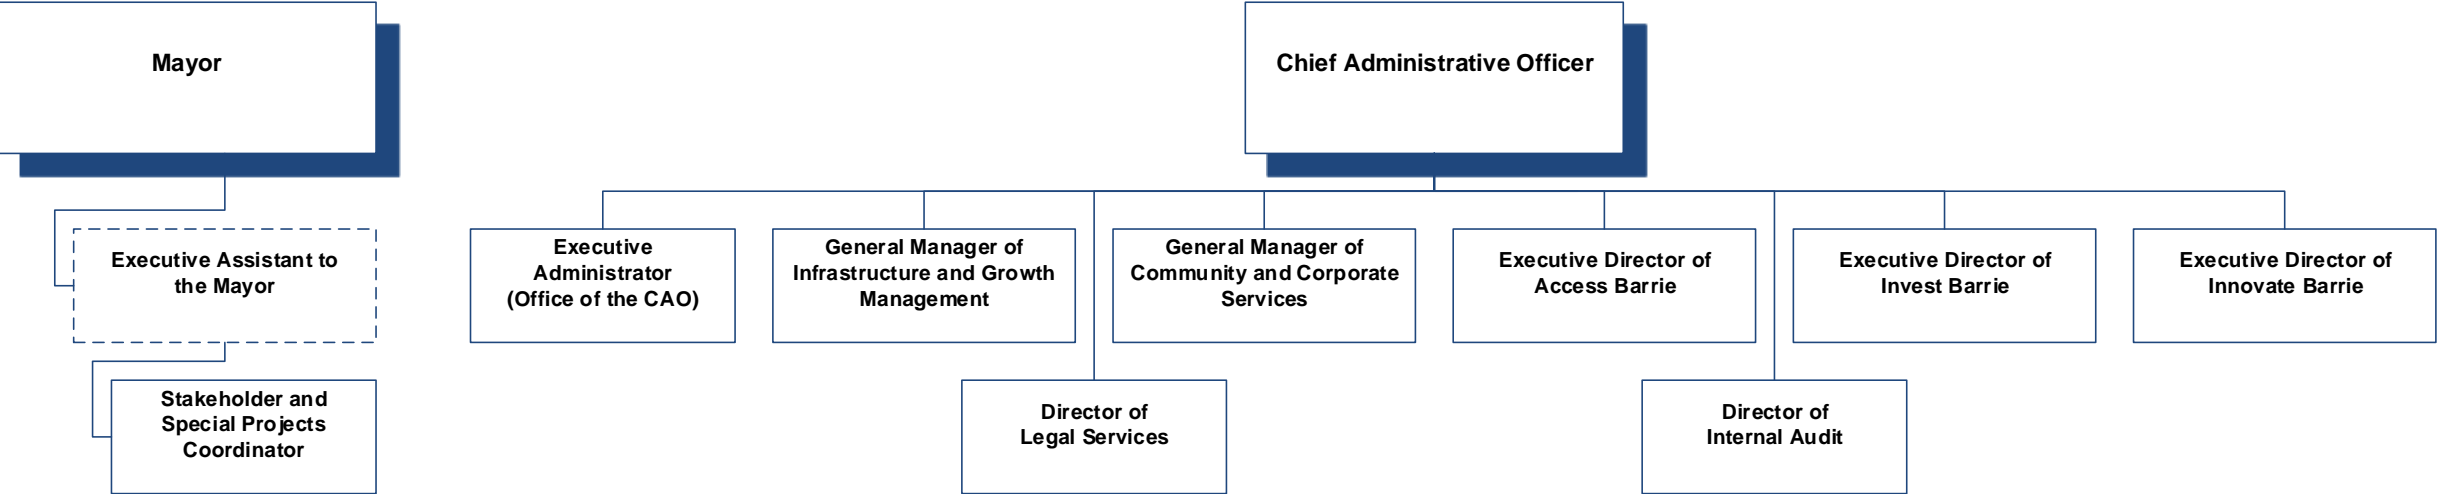 Mayor
Chief Administrative Officer
Executive Assistant to
the Mayor
Executive
Administrator
(Office of the CAO)
General Manager of
Infrastructure and Growth
Management
General Manager of
Community and Corporate
Services
Executive Director of
Access Barrie
Executive Director of
Invest Barrie
Executive Director of
Innovate Barrie
Stakeholder and
Special Projects
Coordinator
Director of
Legal Services
Director of
Internal Audit